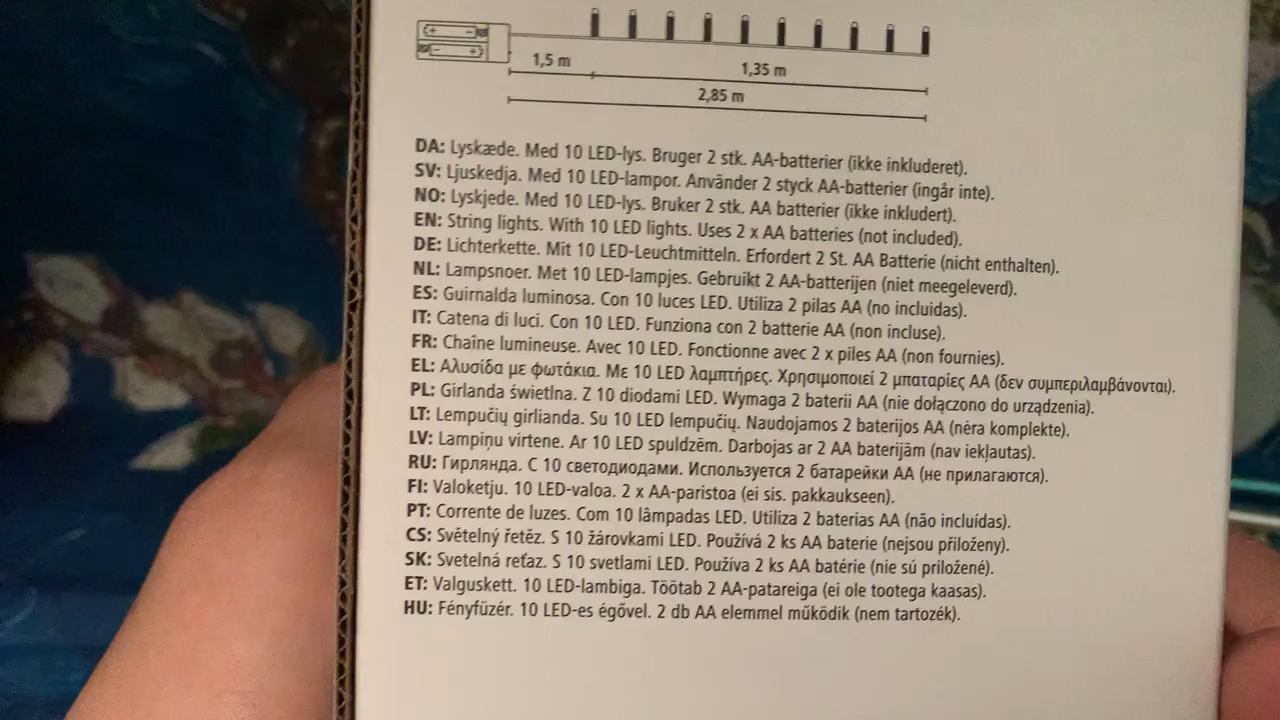 1,5 m
1,35 m
2,85 m
DA: Lyskæde. Med 10 LED-lys. Bruger 2 stk. AA-batterier (ikke inkluderet).
SV: Ljuskedja. Med 10 LED-lampor. Använder 2 styck AA-batterier (ingår inte).
NO: Lyskjede. Med 10 LED-lys. Bruker 2 stk. AA batterier (ikke inkludert).
EN: String lights. With 10 LED lights. Uses 2 x AA batteries (not included).
DE: Lichterkette. Mit 10 LED-Leuchtmitteln. Erfordert 2 St. AA Batterie (nicht enthalten).
NL: Lampsnoer. Met 10 LED-lampjes. Gebruikt 2 AA-batterijen (niet meegeleverd).
ES: Guirnalda luminosa. Con 10 luces LED. Utiliza 2 pilas AA (no incluidas).
IT: Catena di luci. Con 10 LED. Funziona con 2 batterie AA (non incluse).
FR: Chaîne lumineuse. Avec 10 LED. Fonctionne avec 2 x piles AA (non fournies).
EL: Αλυσίδα με φωτάκια. Με 10 LED λαμπτήρες. Χρησιμοποιεί 2 μπαταρίες AA (δεν συμπεριλαμβάνονται).
PL: Girlanda świetlna. Z 10 diodami LED. Wymaga 2 baterii AA (nie dołączono do urządzenia).
LT: Lempučių girlianda. Su 10 LED lempučių. Naudojamos 2 baterijos AA (nėra komplekte).
LV: Lampiņu virtene. Ar 10 LED spuldzēm. Darbojas ar 2 AA baterijām (nav iekļautas).
RU: Гирлянда. С 10 светодиодами. Используется 2 батарейки АА (не прилагаются).
FI: Valoketju. 10 LED-valoa. 2 x AA-paristoa (ei sis. pakkaukseen).
PT: Corrente de luzes. Com 10 lâmpadas LED. Utiliza 2 baterias AA (não incluídas).
CS: Světelný řetěz. S 10 žárovkami LED. Používá 2 ks AA baterie (nejsou přiloženy).
SK: Svetelná reťaz. S 10 svetlami LED. Používa 2 ks AA batérie (nie sú priložené).
ET: Valguskett. 10 LED-lambiga. Töötab 2 AA-patareiga (ei ole tootega kaasas).
HU: Fényfüzér. 10 LED-es égővel. 2 db AA elemmel működik (nem tartozék).